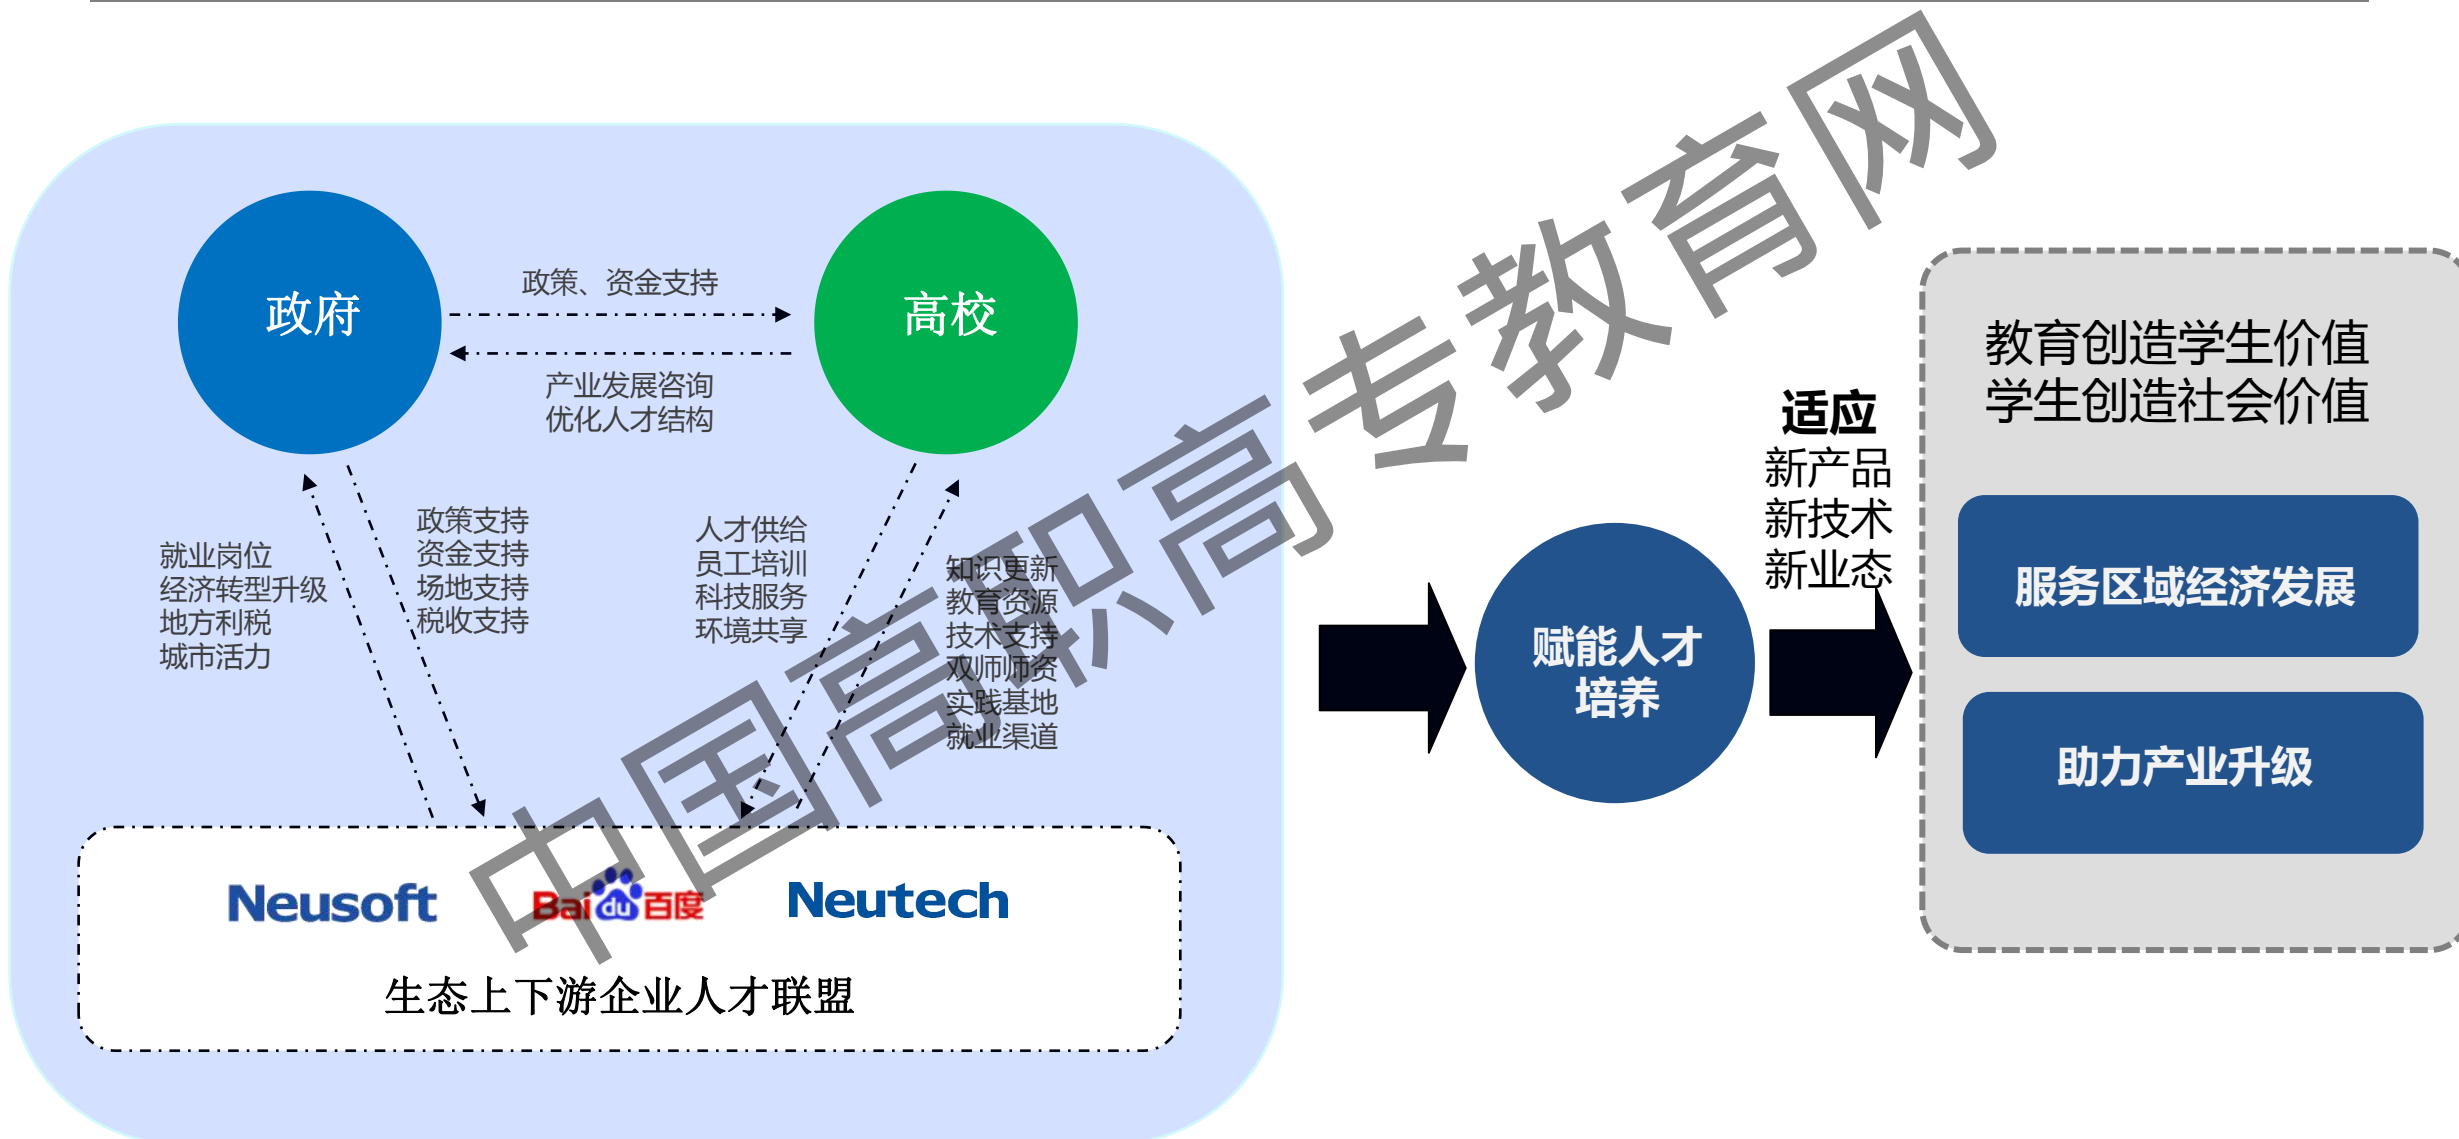 政府
高校
政策、资金支持
产业发展咨询
优化人才结构
就业岗位
经济转型升级
地方利税
城市活力
政策支持
资金支持
场地支持
税收支持
人才供给
员工培训
科技服务
环境共享
知识更新
教育资源
技术支持
双师师资
实践基地
就业渠道
Neusoft
Bai du 百度
Neutech
生态上下游企业人才联盟
赋能人才
培养
适应
新产品
新技术
新业态
教育创造学生价值
学生创造社会价值
服务区域经济发展
助力产业升级
中国高职高专教育网